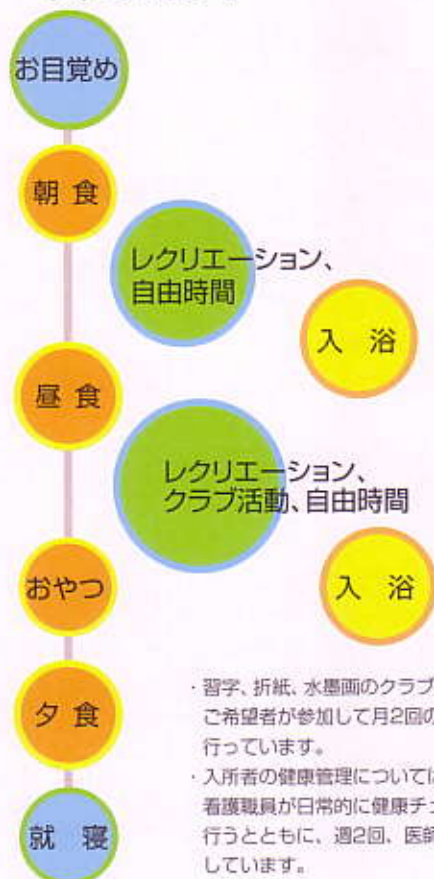 お目覚め
朝 食
レクリエーション、
自由時間
入 浴
昼 食
レクリエーション、
クラブ活動、自由時間
おやつ
入 浴
夕 食
就 寝
・習字、折紙、水墨画のクラブ
ご希望者が参加して月2回の
行っています。
・入所者の健康管理については
看護職員が日常的に健康チェ
行うとともに、週2回、医師
しています。